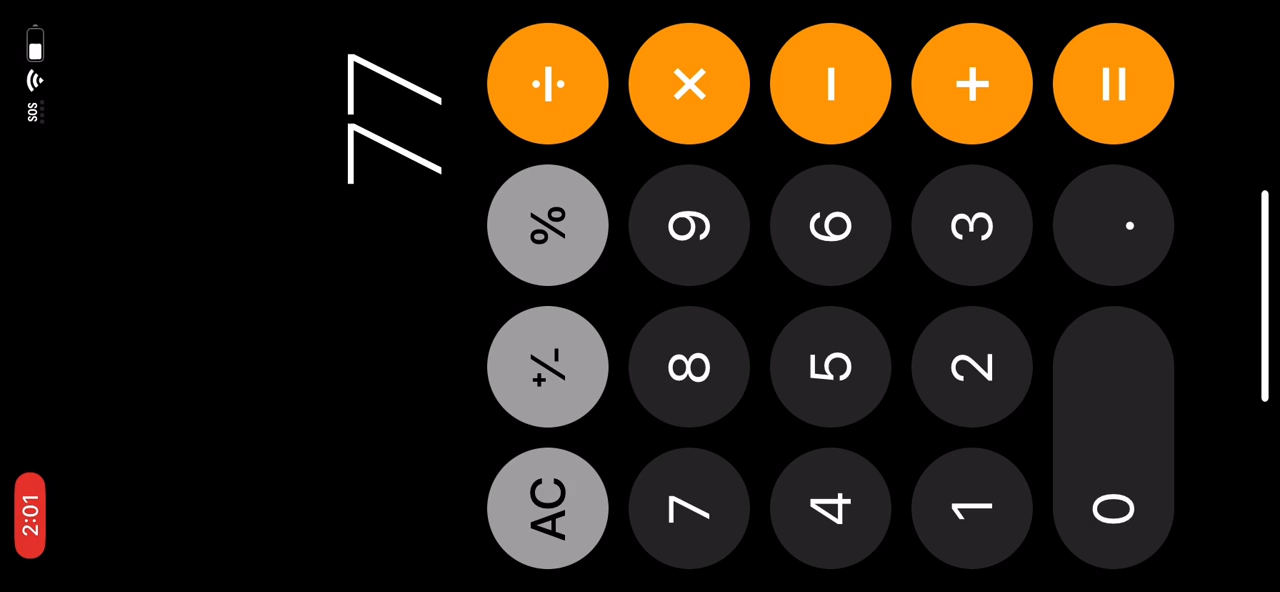 2:01 SOS
77
AC +/- % ÷
7 8 9 ×
4 5 6 −
1 2 3 +
0 . =